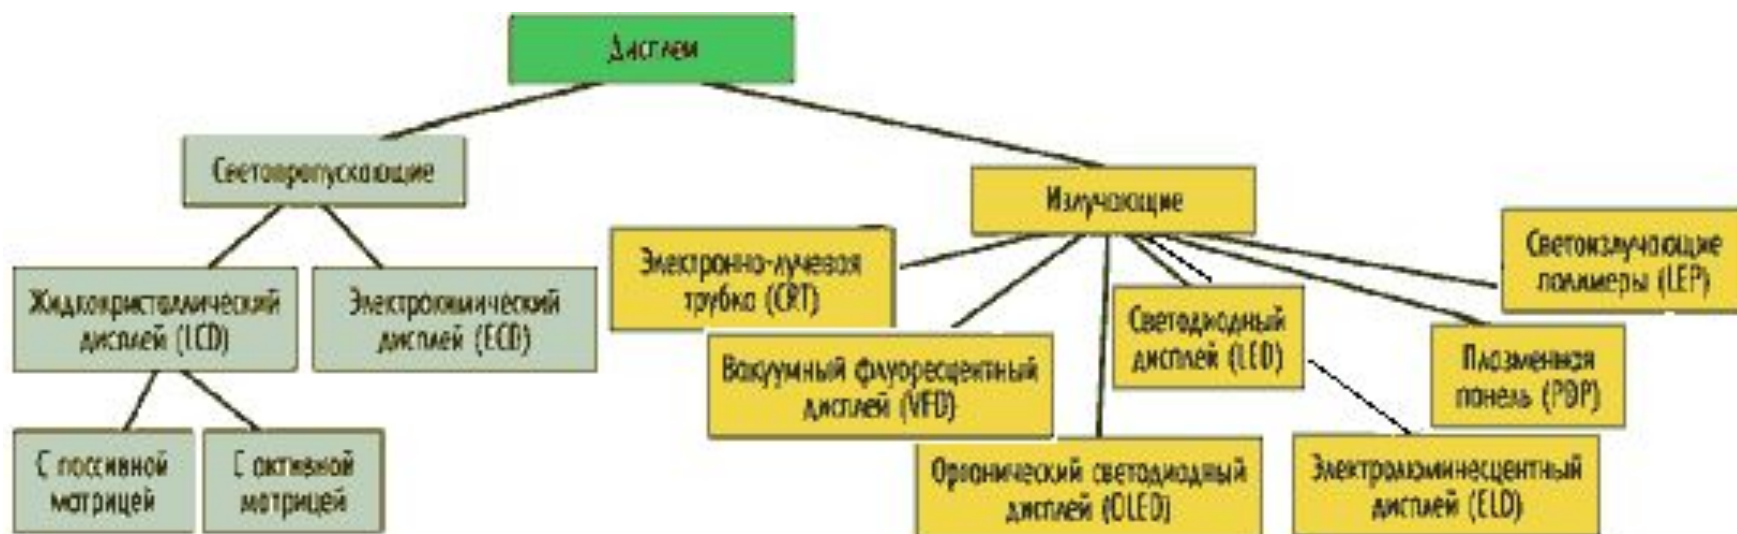 Дисплеи
Светопропускающие
Излучающие
Жидкокристаллический
дисплей (LCD)
Электрохимический
дисплей (ECD)
Электронно-лучевая
трубка (CRT)
Светоизлучающие
полимеры (LEP)
Светодиодный
дисплей (LED)
Вакуумный флуоресцентный
дисплей (VFD)
Плазменная
панель (PDP)
С пассивной
матрицей
С активной
матрицей
Органический светодиодный
дисплей (OLED)
Электролюминесцентный
дисплей (ELD)